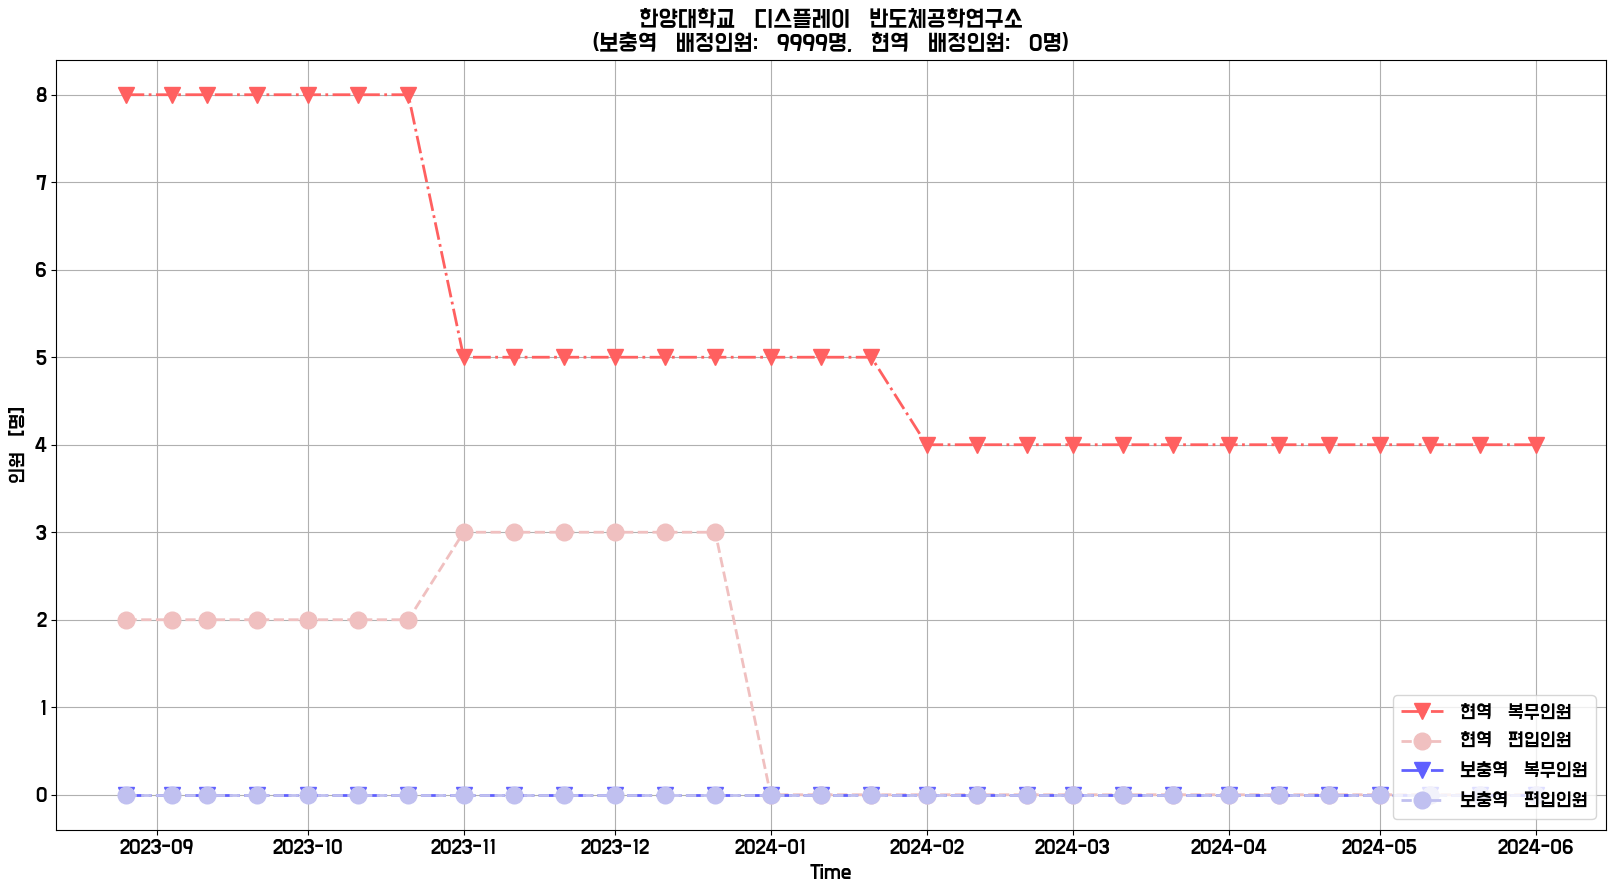 한양대학교 디스플레이 반도체공학연구소
(보충역 배정인원: 9999명, 현역 배정인원: 0명)
인원 [명]
8
7
6
5
4
3
2
1
0
현역 복무인원
현역 편입인원
보충역 복무인원
보충역 편입인원
2023-09 2023-10 2023-11 2023-12 2024-01 2024-02 2024-03 2024-04 2024-05 2024-06
Time